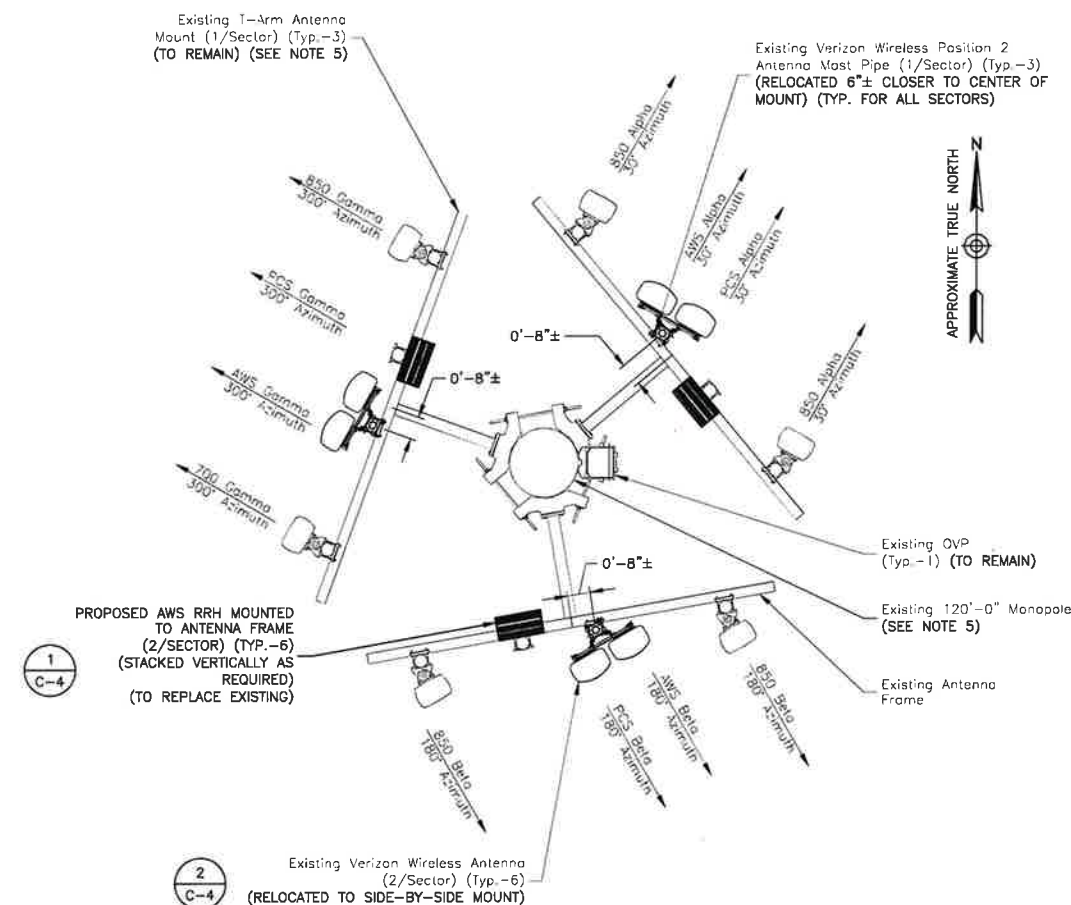 Existing T-Arm Antenna
Mount (1/Sector) (Typ.-3)
(TO REMAIN) (SEE NOTE 5)
Existing Verizon Wireless Position 2
Antenna Mast Pipe (1/Sector) (Typ.-3)
(RELOCATED 6"± CLOSER TO CENTER OF
MOUNT) (TYP. FOR ALL SECTORS)
N
APPROXIMATE TRUE NORTH
850 Alpha
30° Azimuth
AWS Alpha
30° Azimuth
PCS Alpha
30° Azimuth
850 Alpha
30° Azimuth
850 Gamma
300° Azimuth
PCS Gamma
300° Azimuth
AWS Gamma
300° Azimuth
700 Gamma
300° Azimuth
0'-8"±
0'-8"±
0'-8"±
Existing OVP
(Typ.-1) (TO REMAIN)
Existing 120'-0" Monopole
(SEE NOTE 5)
Existing Antenna
Frame
PROPOSED AWS RRH MOUNTED
TO ANTENNA FRAME
(2/SECTOR) (TYP.-6)
(STACKED VERTICALLY AS
REQUIRED)
(TO REPLACE EXISTING)
1
C-4
850 Beta
180° Azimuth
PCS Beta
180° Azimuth
AWS Beta
180° Azimuth
850 Beta
180° Azimuth
2
C-4
Existing Verizon Wireless Antenna
(2/Sector) (Typ.-6)
(RELOCATED TO SIDE-BY-SIDE MOUNT)